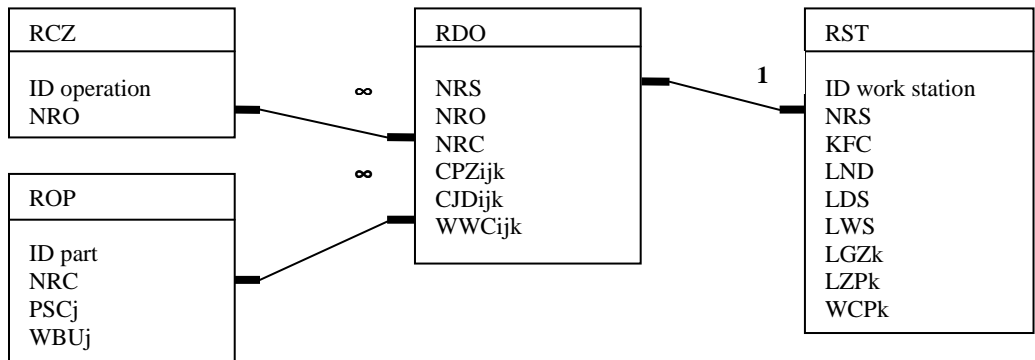 RCZ
ID operation
NRO
ROP
ID part
NRC
PSCj
WBUj
∞
∞
RDO
NRS
NRO
NRC
CPZijk
CJDijk
WWCijk
1
RST
ID work station
NRS
KFC
LND
LDS
LWS
LGZk
LZPk
WCPk